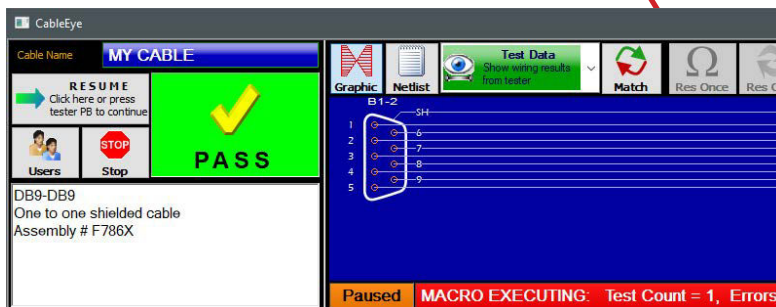 CableEye
Cable Name
MY CABLE
RESUME
Click here or press
tester PB to continue
Users
STOP
Stop
PASS
DB9-DB9
One to one shielded cable
Assembly # F786X
Graphic
Netlist
Test Data
Show wiring results
from tester
Match
Ω
Res Once
Res
B1-2
SH
1
6
2
7
3
8
4
9
5
Paused
MACRO EXECUTING: Test Count = 1, Errors